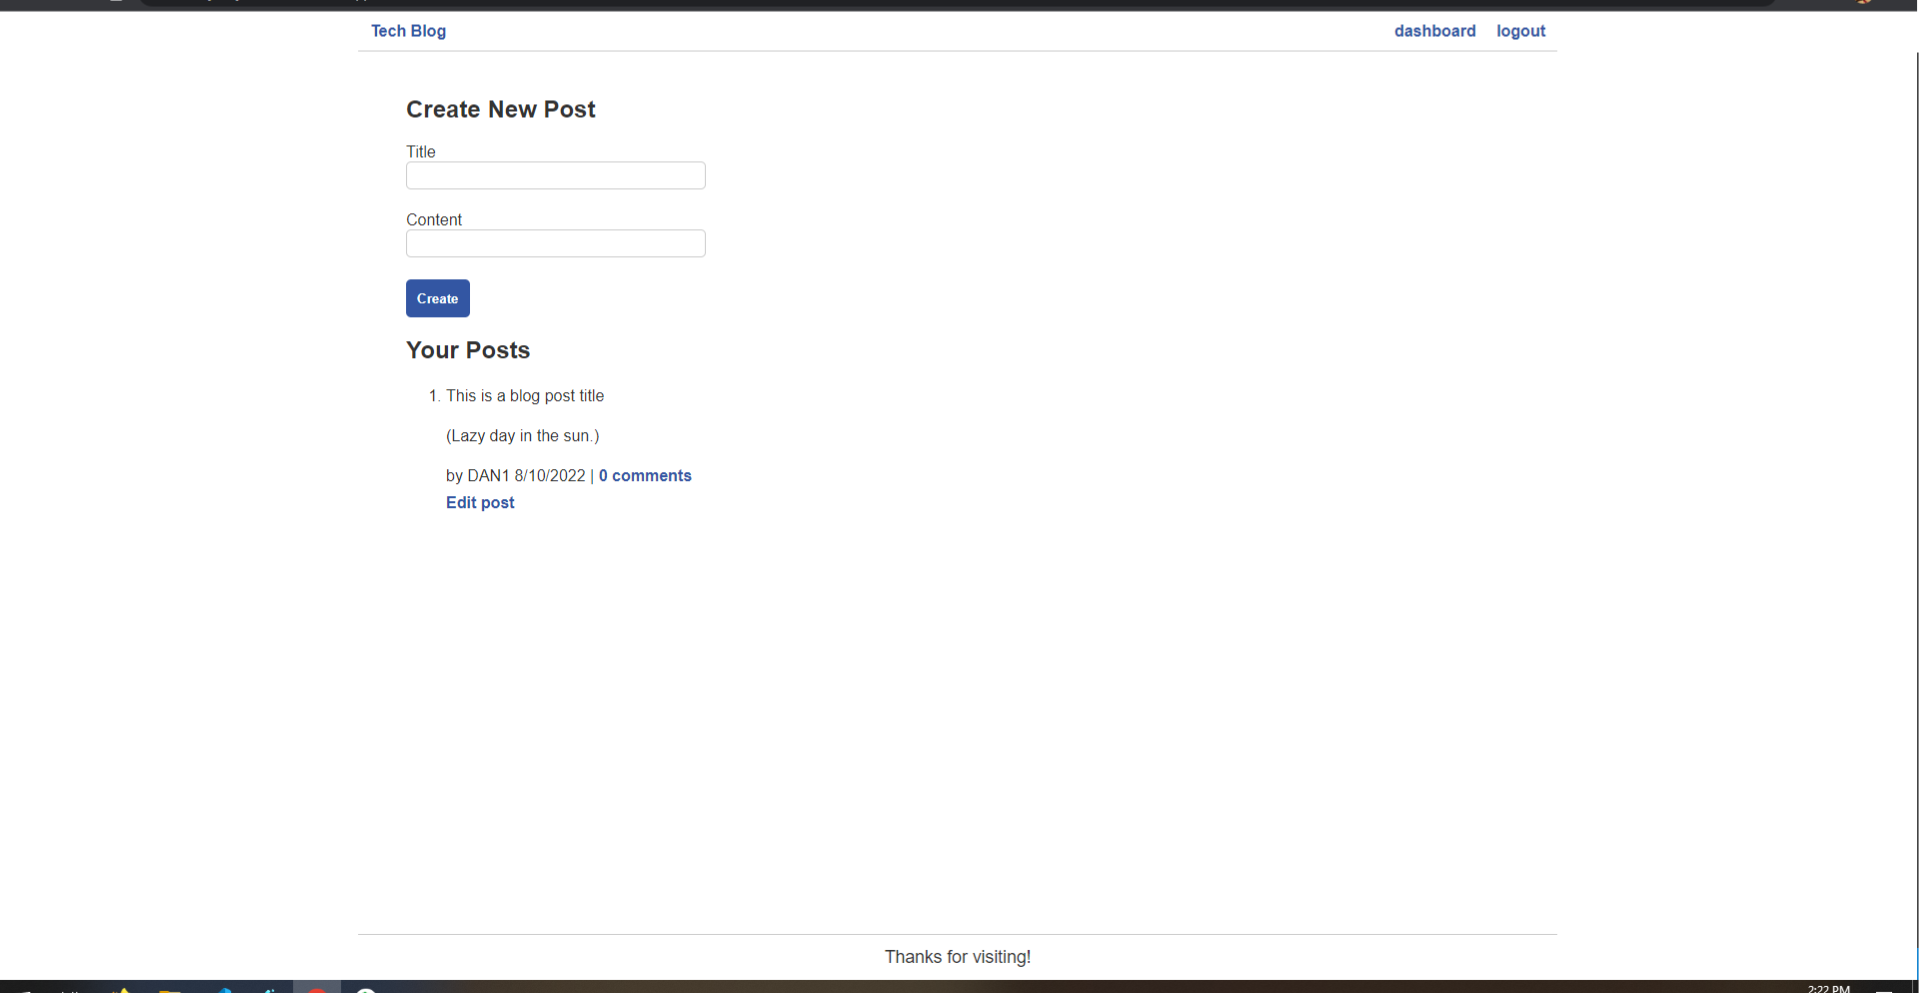 Tech Blog
dashboard
logout
Create New Post
Title
Content
Create
Your Posts
1. This is a blog post title
(Lazy day in the sun.)
by DAN1 8/10/2022 | 0 comments
Edit post
Thanks for visiting!
2:22 PM